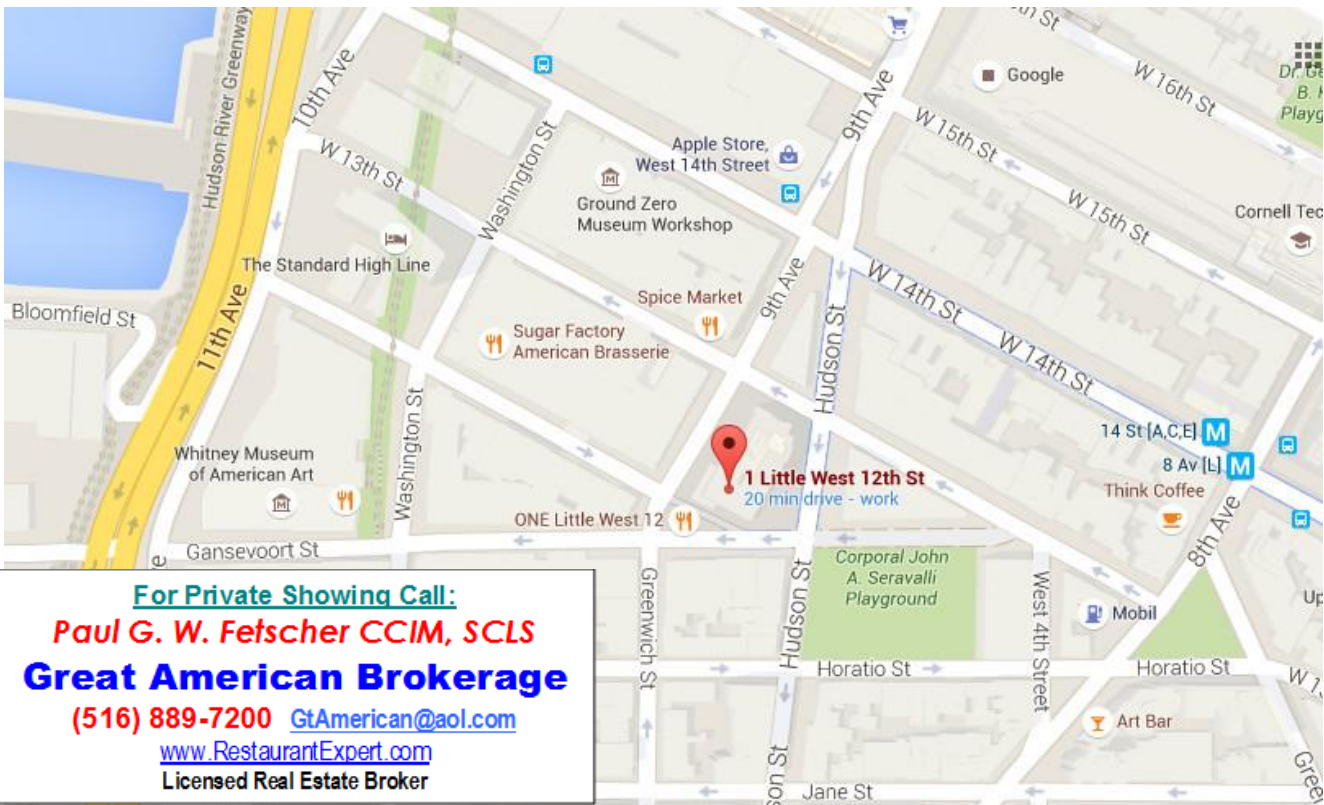 Hudson River Greenway
10th Ave
9th Ave
Google
W 16th St
Playg
W 13th St
Washington St
Apple Store,
West 14th Street
W 15th St
Ground Zero
Museum Workshop
W 15th St
Cornell Tec
The Standard High Line
Bloomfield St
11th Ave
Spice Market
9th Ave
W 14th St
Sugar Factory
American Brasserie
Hudson St
W 14th St
Washington St
14 St [A,C,E] M
8 Av [L] M
Whitney Museum
of American Art
1 Little West 12th St
20 min drive - work
Think Coffee
ONE Little West 12
8th Ave
Gansevoort St
Corporal John
A. Seravalli
Playground
Greenwich St
Hudson St
West 4th Street
Mobil
Up
Horatio St
Horatio St
Art Bar
Gree
son St
Jane St
For Private Showing Call:
Paul G. W. Fetscher CCIM, SCLS
Great American Brokerage
(516) 889-7200 GtAmerican@aol.com
www.RestaurantExpert.com
Licensed Real Estate Broker